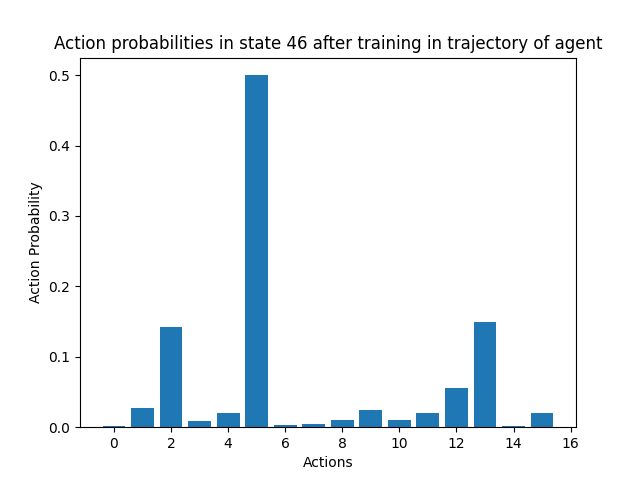 Action probabilities in state 46 after training in trajectory of agent
0.5
0.4
0.3
0.2
0.1
0.0
Action Probability
0 2 4 6 8 10 12 14 16
Actions